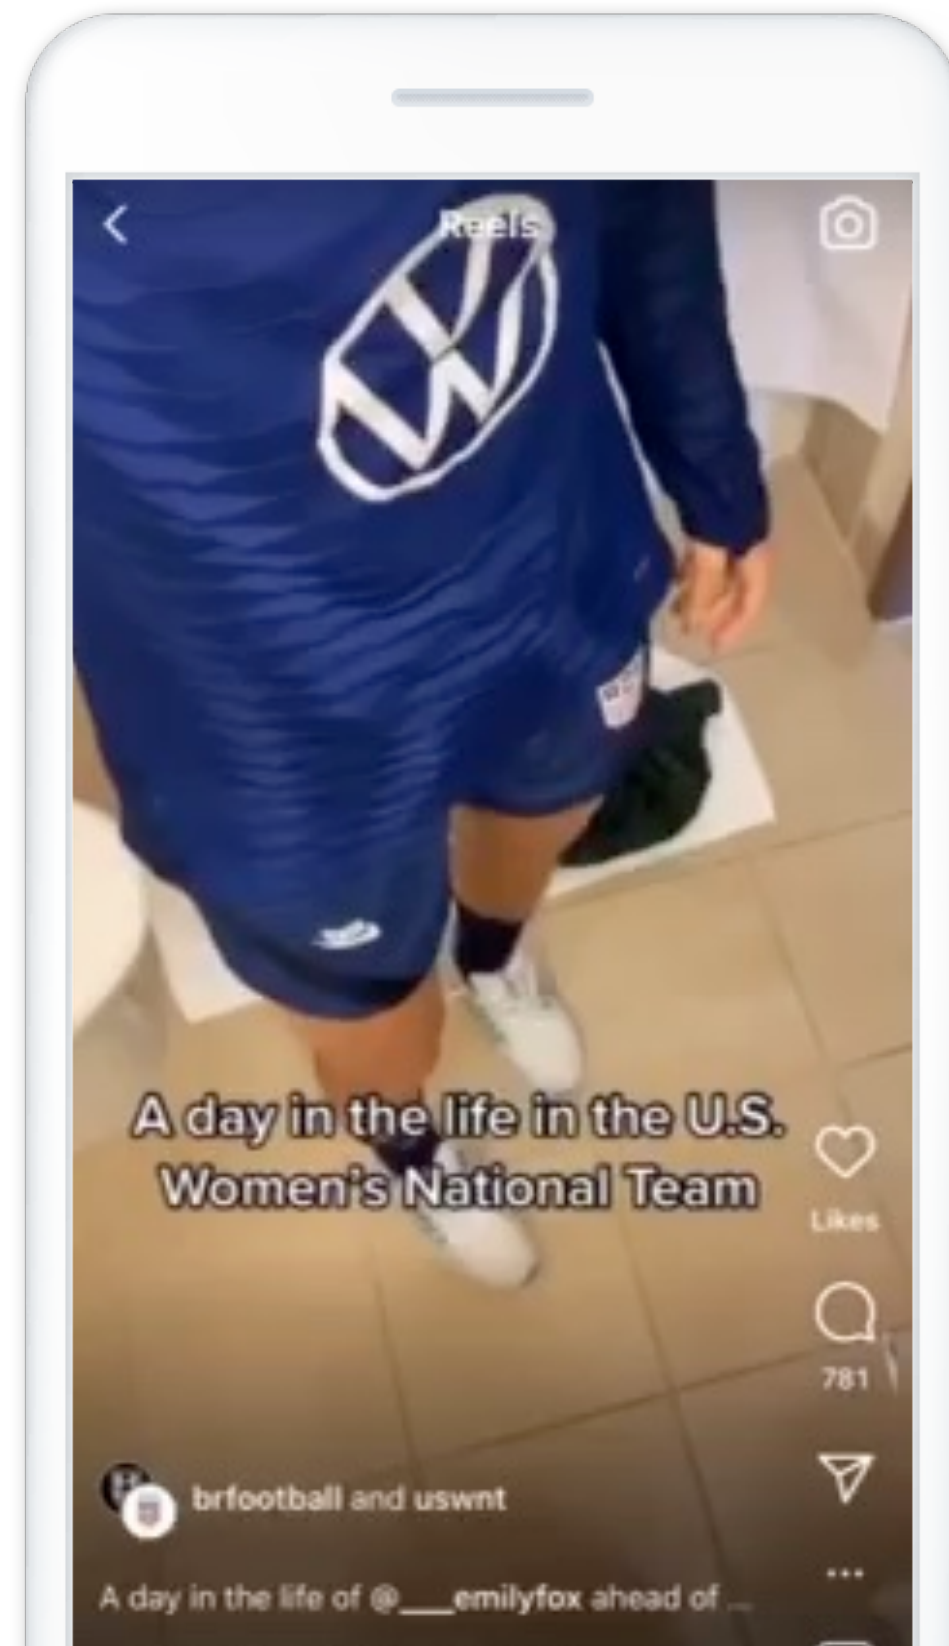 Reels
A day in the life in the U.S.
Women's National Team
Likes
781
brfootball and uswnt
A day in the life of @___emilyfox ahead of ...